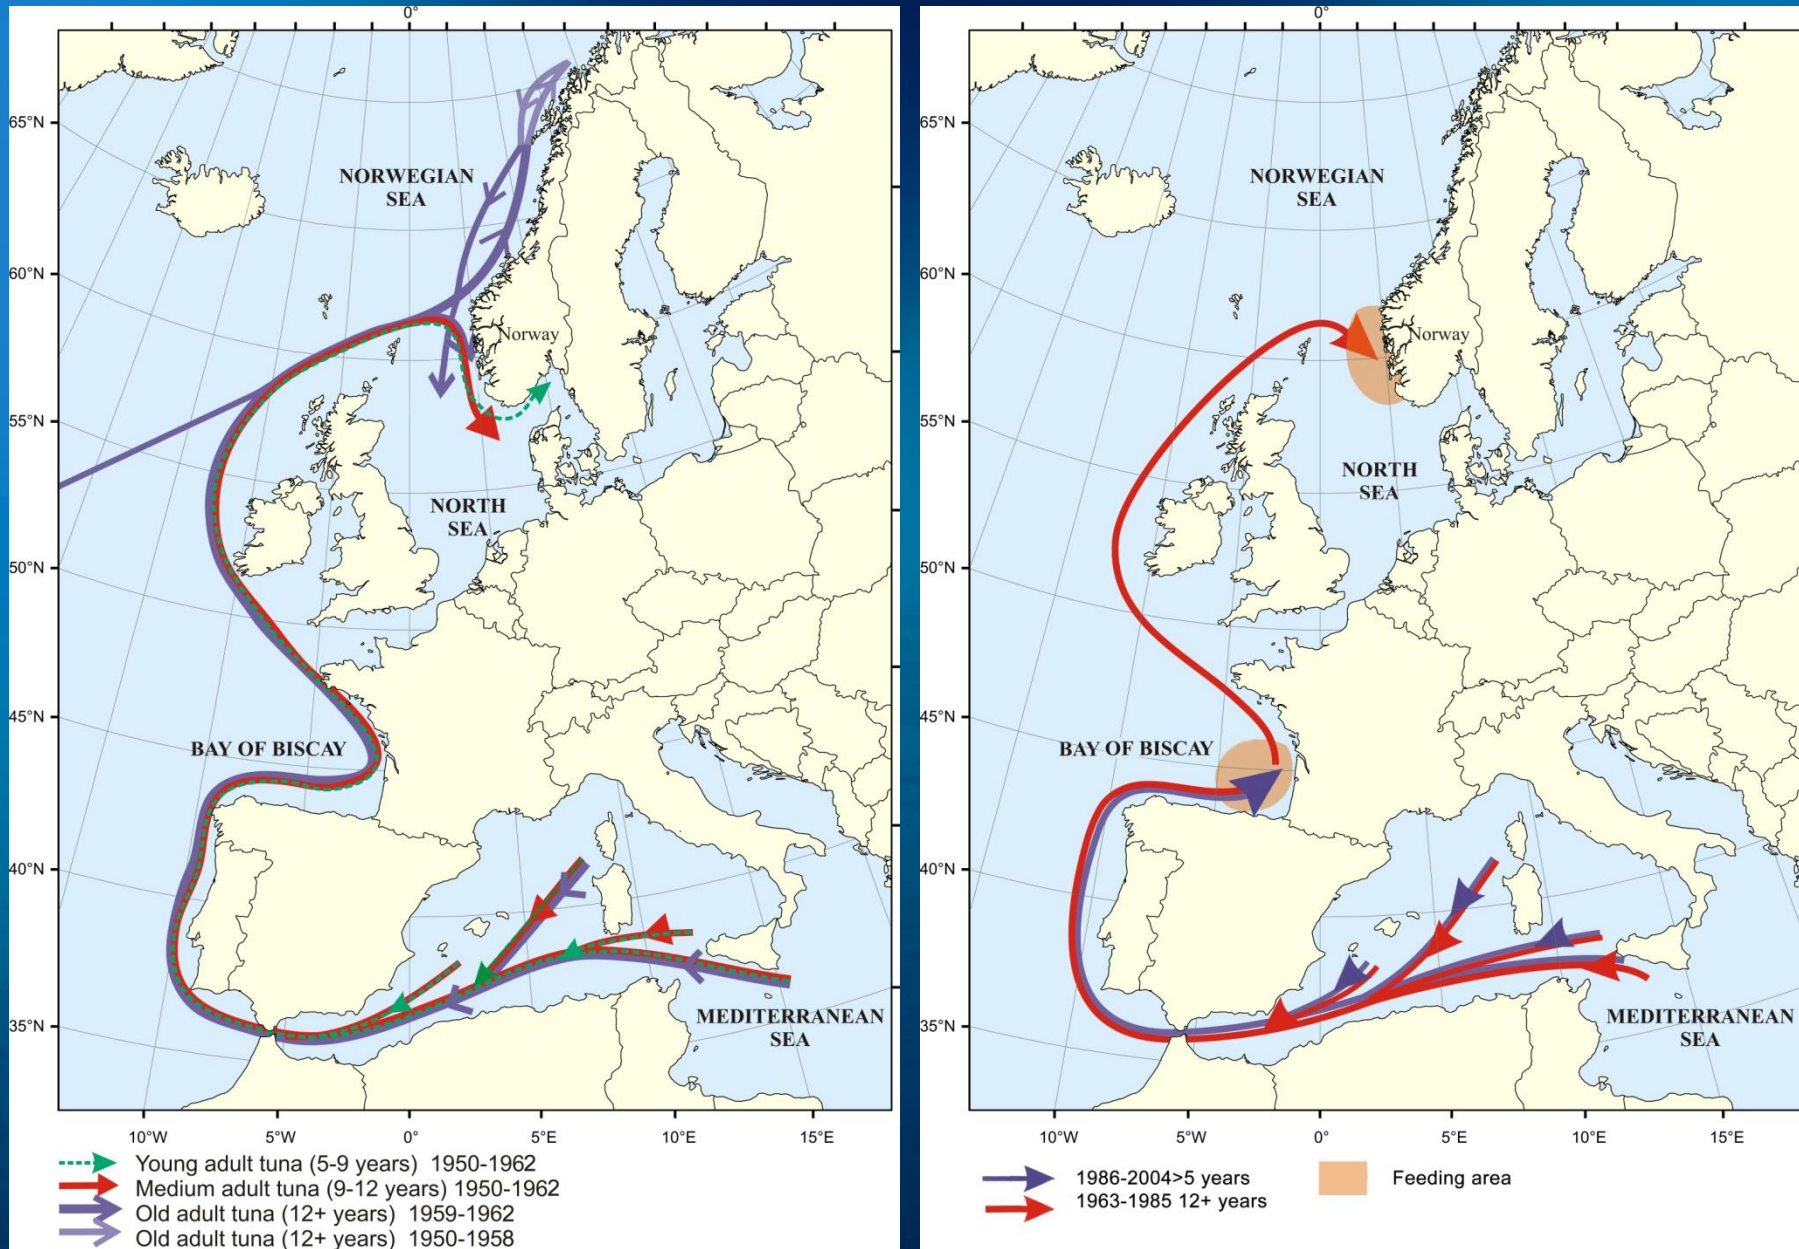 0°
65°N
NORWEGIAN
SEA
60°N
Norway
55°N
NORTH
SEA
50°N
45°N
BAY OF BISCAY
40°N
MEDITERRANEAN
SEA
35°N
10°W
5°W
0°
5°E
10°E
15°E
Young adult tuna (5-9 years) 1950-1962
Medium adult tuna (9-12 years) 1950-1962
Old adult tuna (12+ years) 1959-1962
Old adult tuna (12+ years) 1950-1958
0°
65°N
NORWEGIAN
SEA
60°N
Norway
55°N
NORTH
SEA
50°N
45°N
BAY OF BISCAY
40°N
MEDITERRANEAN
SEA
35°N
10°W
5°W
0°
5°E
10°E
15°E
1986-2004>5 years
1963-1985 12+ years
Feeding area